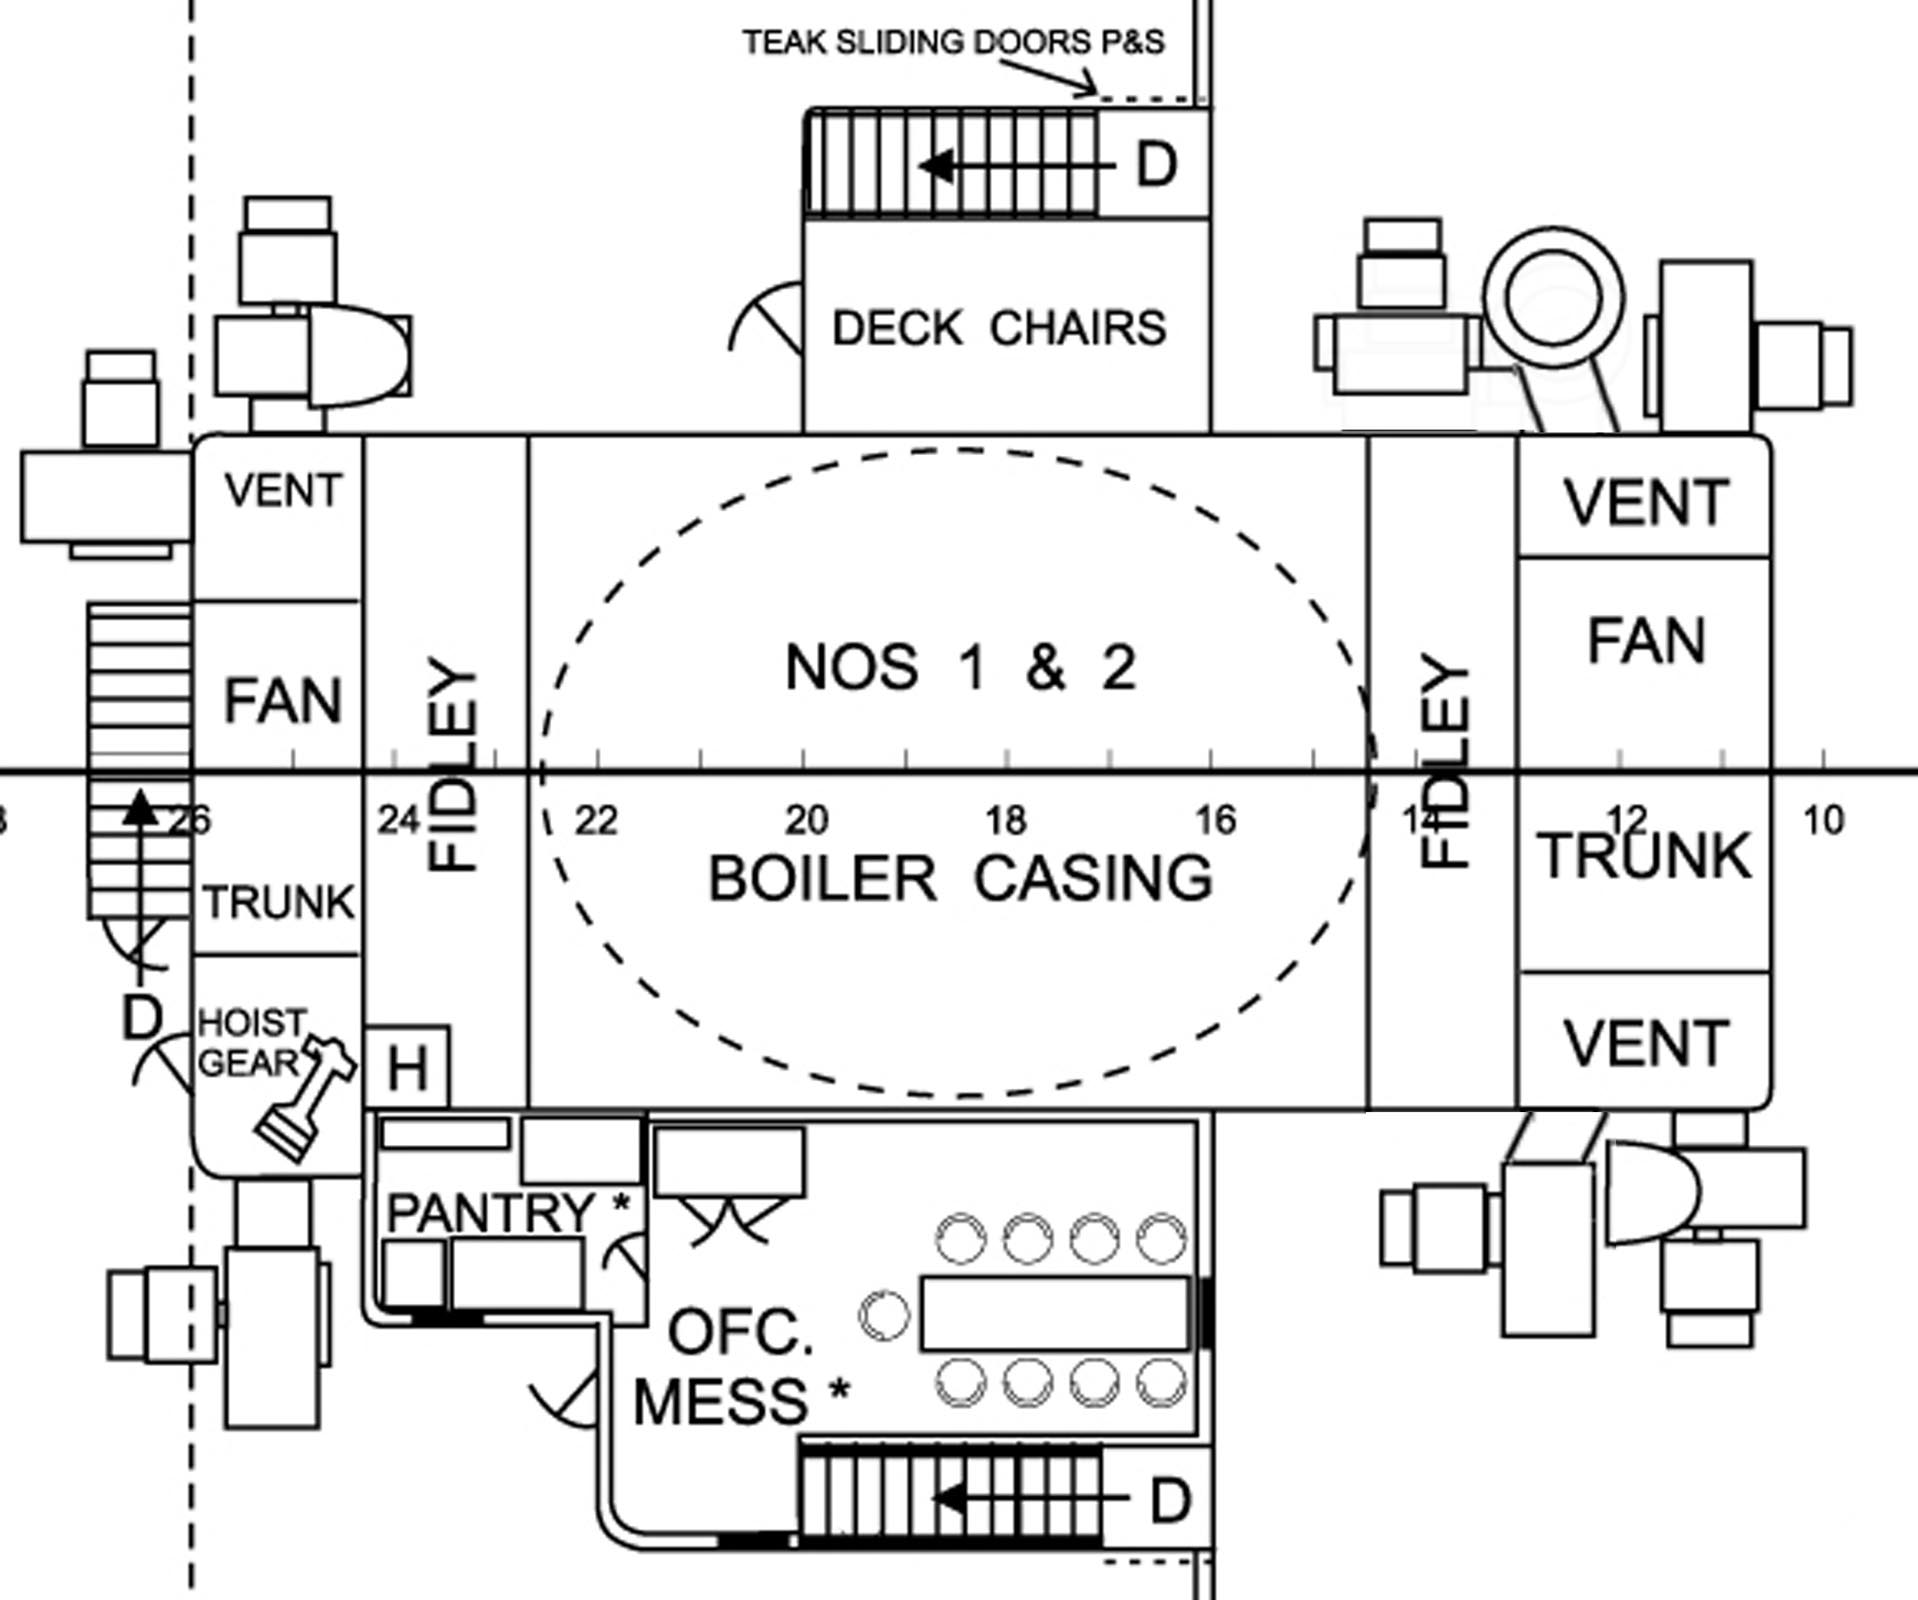 TEAK SLIDING DOORS P&S
D
DECK CHAIRS
VENT
VENT
FAN
FAN
NOS 1 & 2
FIDLEY
FIDLEY
26
24
22
20
18
16
14
12
10
BOILER CASING
TRUNK
TRUNK
D
HOIST
GEAR
H
VENT
PANTRY *
OFC.
MESS *
D